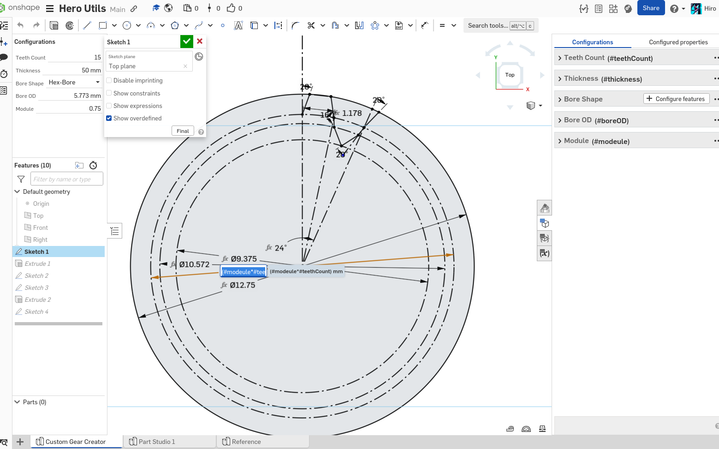 onshape
Hero Utils
Main
0
0
0
Share
Hiro
Search tools...
alt/⌥ c
Configurations
Teeth Count 15
Thickness 50 mm
Bore Shape Hex-Bore
Bore OD 5.773 mm
Module 0.75
Features (10)
Filter by name or type
Default geometry
Origin
Top
Front
Right
Sketch 1
Extrude 1
Sketch 2
Sketch 3
Extrude 2
Sketch 4
Parts (0)
Sketch 1
Sketch plane
Top plane
Disable imprinting
Show constraints
Show expressions
Show overdefined
Final
1.178
20°
fx 24°
fx Ø9.375
fx Ø10.572
(#modeule*#teethCount) mm
fx Ø12.75
Y
Top
X
Configurations
Configured properties
Teeth Count (#teethCount)
Thickness (#thickness)
Bore Shape
Configure features
Bore OD (#boreOD)
Module (#modeule)
Custom Gear Creator
Part Studio 1
Reference